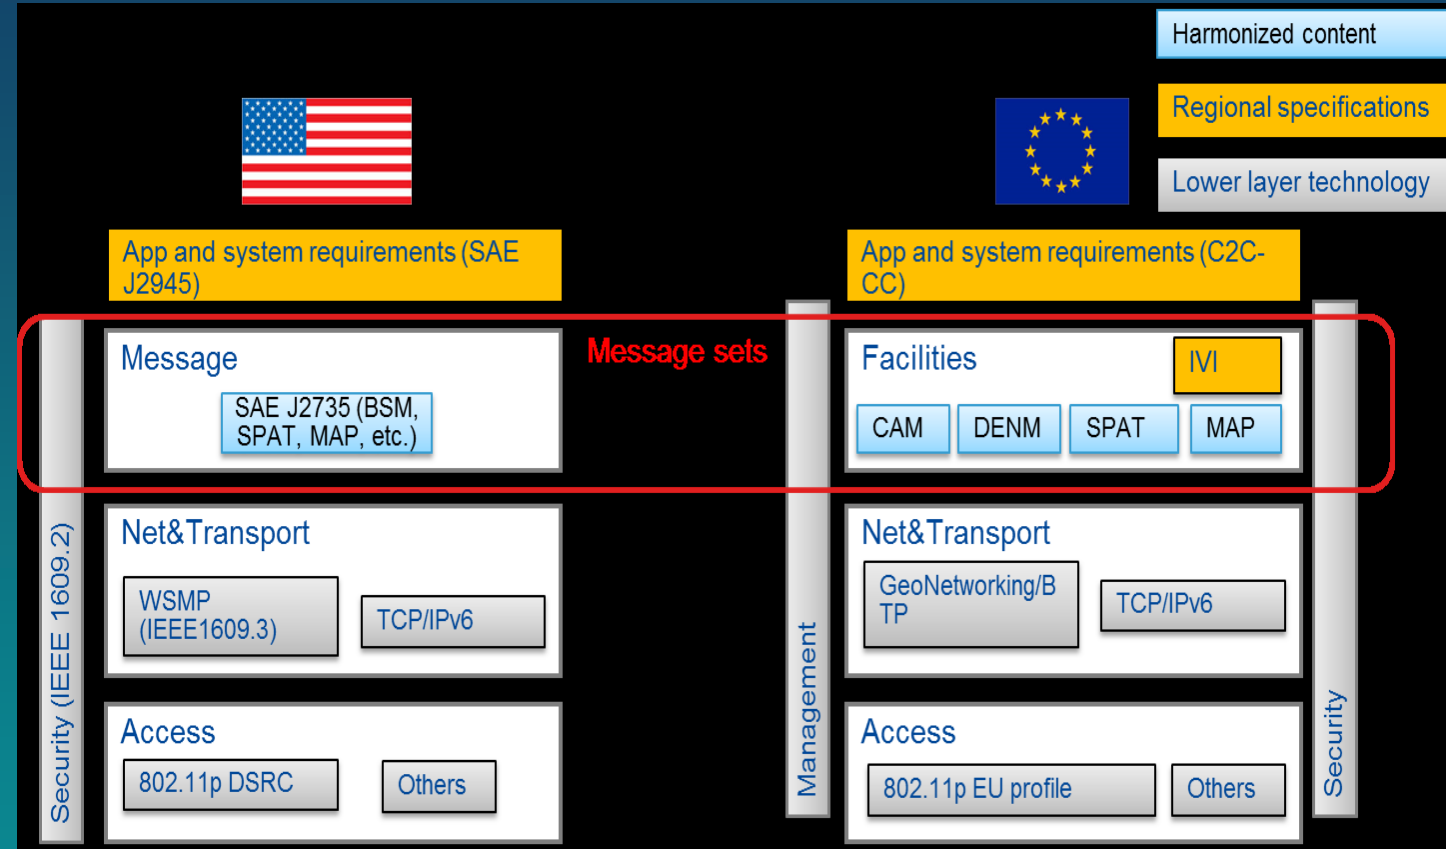 Harmonized content
Regional specifications
Lower layer technology
App and system requirements (SAE
J2945)
Message
SAE J2735 (BSM,
SPAT, MAP, etc.)
Net&Transport
WSMP
(IEEE1609.3)
TCP/IPv6
Access
802.11p DSRC
Others
Security (IEEE 1609.2)
Message sets
App and system requirements (C2C-
CC)
Facilities
IVI
CAM
DENM
SPAT
MAP
Net&Transport
GeoNetworking/B
TP
TCP/IPv6
Access
802.11p EU profile
Others
Management
Security